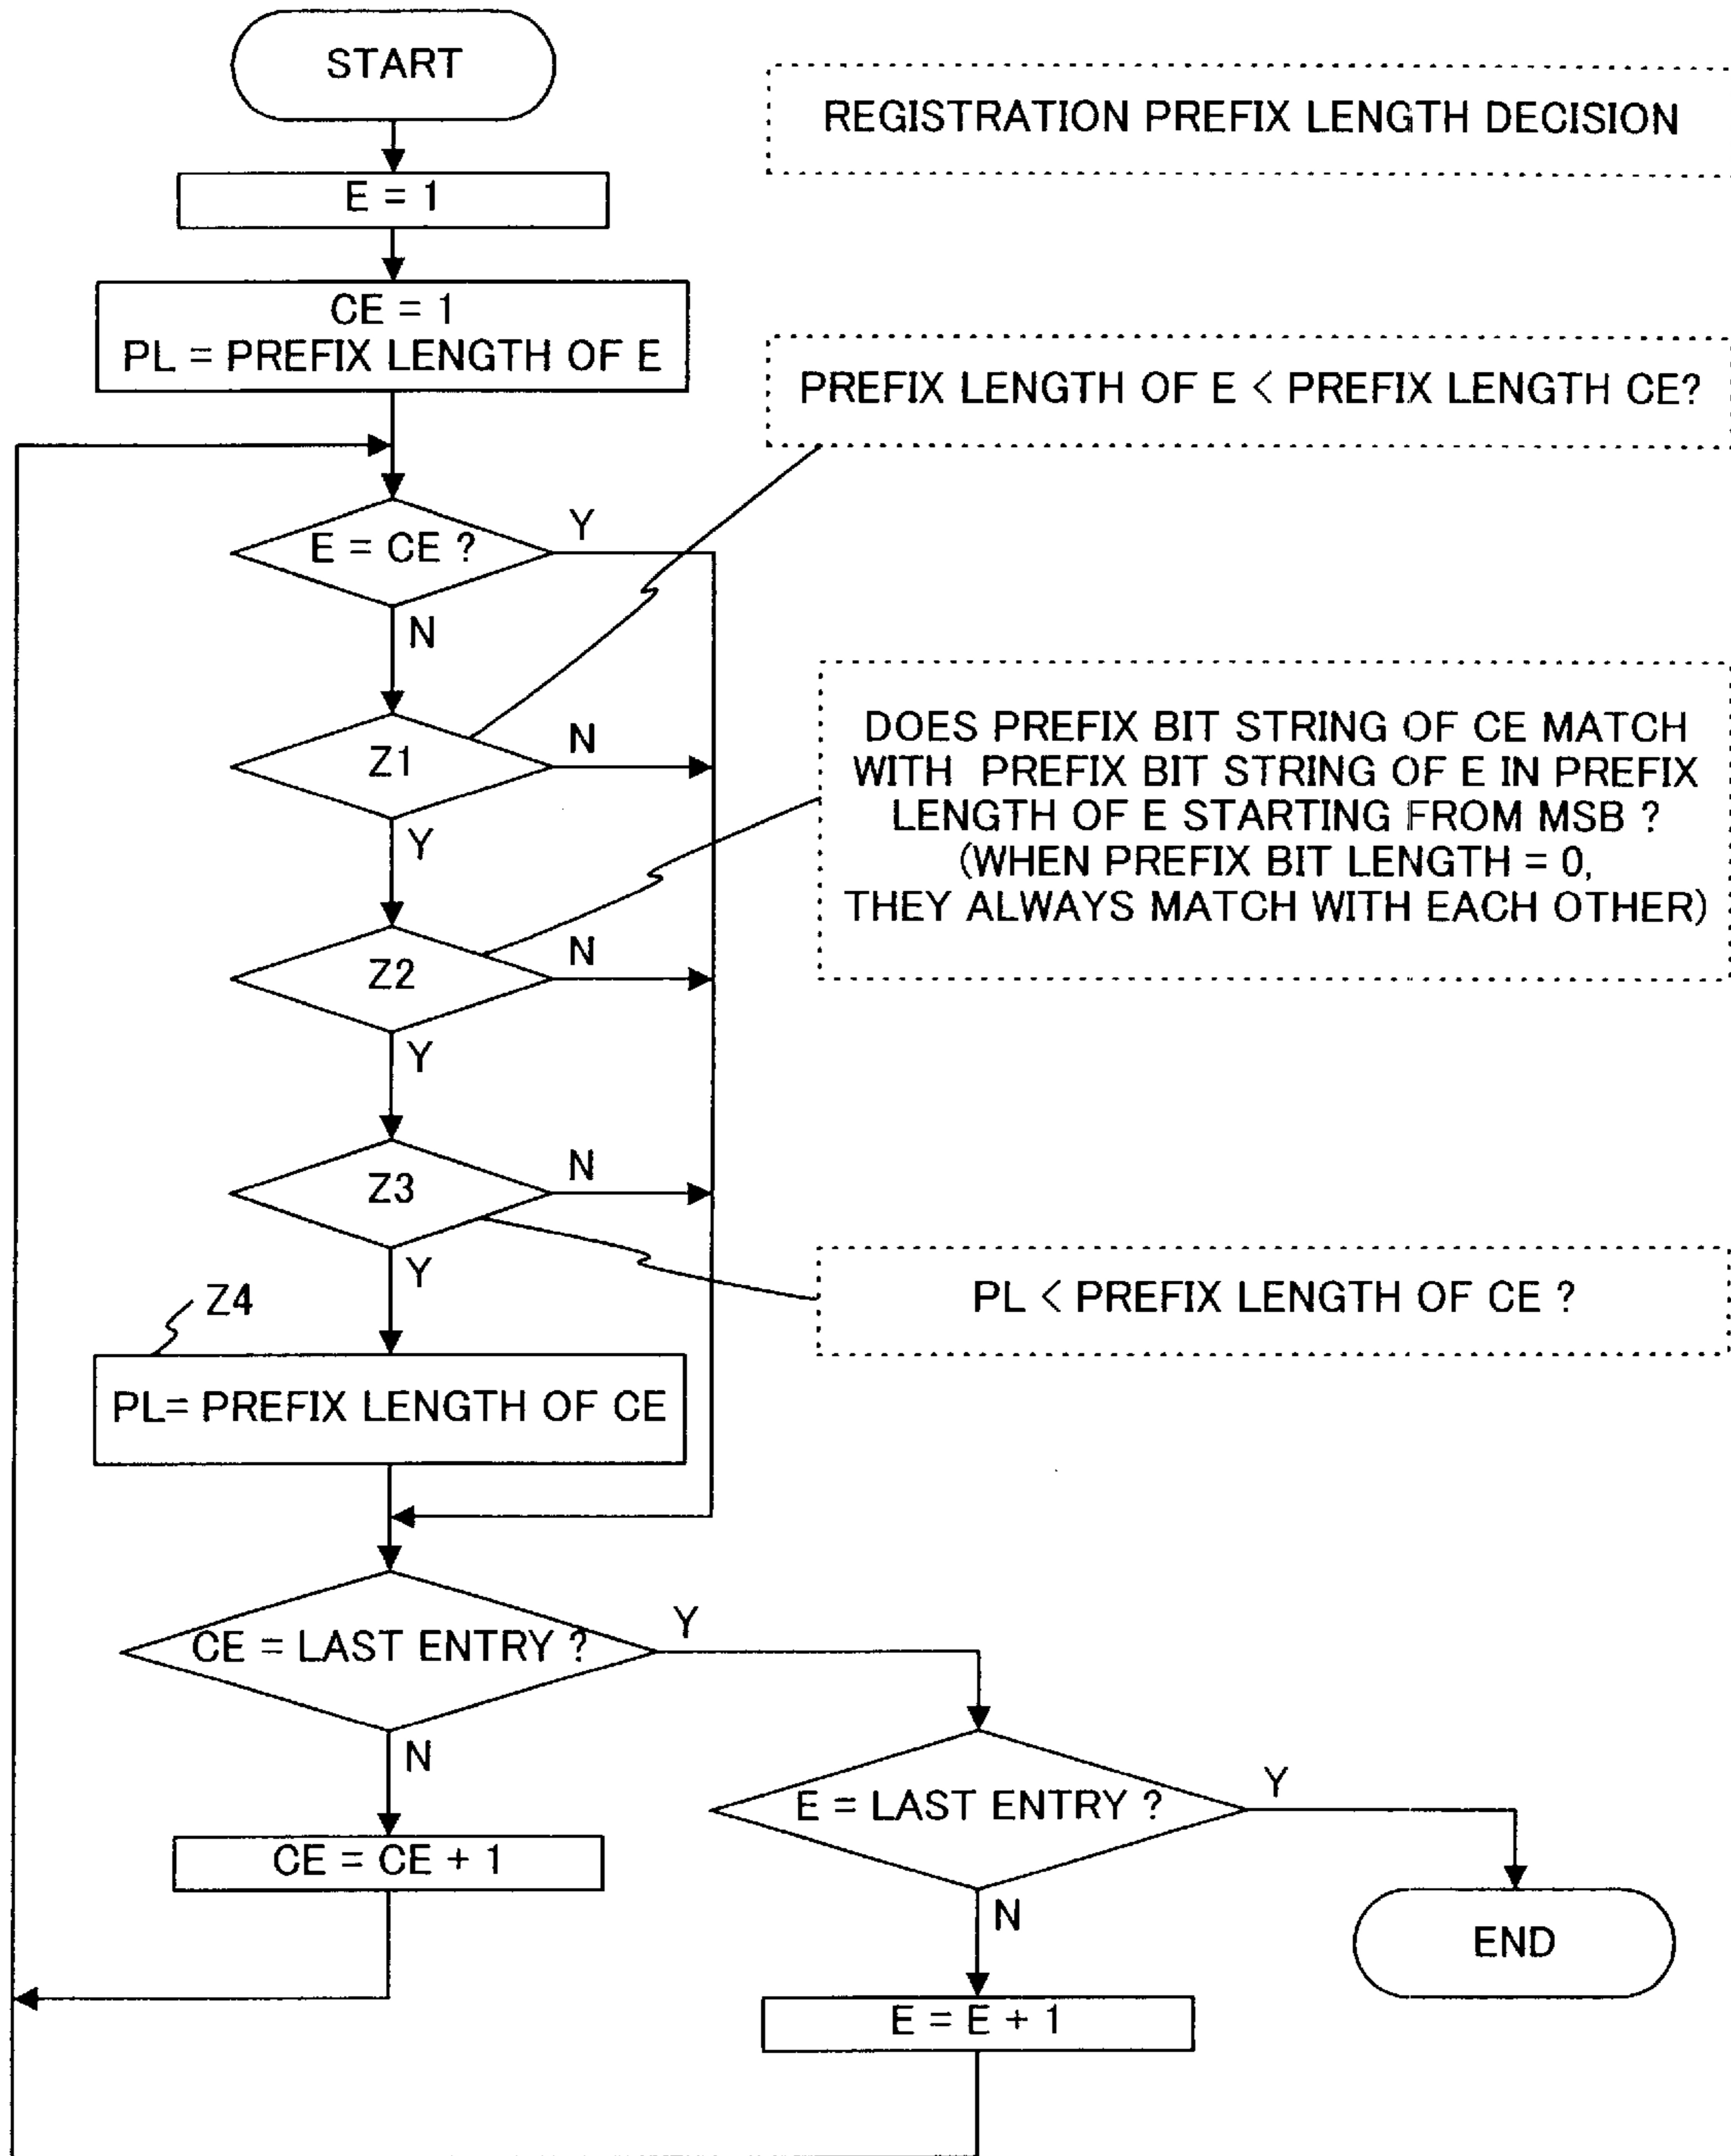 START
REGISTRATION PREFIX LENGTH DECISION
E = 1
CE = 1
PL = PREFIX LENGTH OF E
PREFIX LENGTH OF E < PREFIX LENGTH CE?
E = CE ?
Y
N
Z1
N
Y
DOES PREFIX BIT STRING OF CE MATCH
WITH PREFIX BIT STRING OF E IN PREFIX
LENGTH OF E STARTING FROM MSB ?
(WHEN PREFIX BIT LENGTH = 0,
THEY ALWAYS MATCH WITH EACH OTHER)
Z2
N
Y
Z3
N
Y
PL < PREFIX LENGTH OF CE ?
Z4
PL= PREFIX LENGTH OF CE
CE = LAST ENTRY ?
Y
N
E = LAST ENTRY ?
Y
CE = CE + 1
N
END
E = E + 1